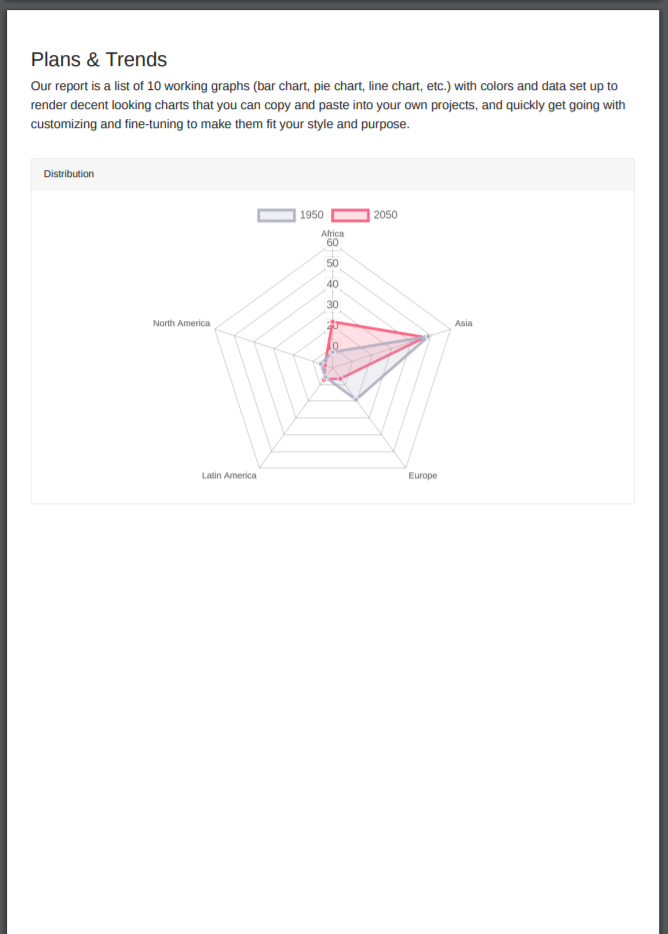 Plans & Trends
Our report is a list of 10 working graphs (bar chart, pie chart, line chart, etc.) with colors and data set up to
render decent looking charts that you can copy and paste into your own projects, and quickly get going with
customizing and fine-tuning to make them fit your style and purpose.
Distribution
1950 2050
Africa
60
50
40
30
20
North America
Asia
10
Latin America
Europe